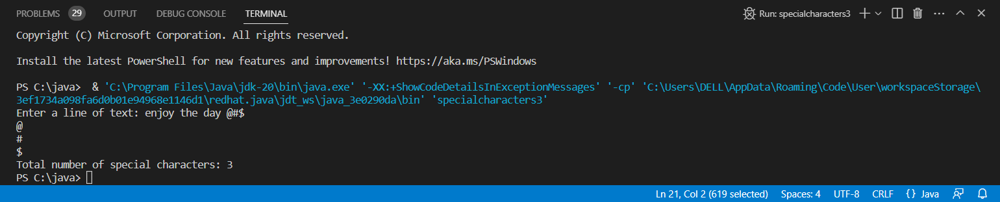 PROBLEMS 29 OUTPUT DEBUG CONSOLE TERMINAL Run: specialcharacters3
Copyright (C) Microsoft Corporation. All rights reserved.
Install the latest PowerShell for new features and improvements! https://aka.ms/PSWindows
PS C:\java>  & 'C:\Program Files\Java\jdk-20\bin\java.exe' '-XX:+ShowCodeDetailsInExceptionMessages' '-cp' 'C:\Users\DELL\AppData\Roaming\Code\User\workspaceStorage\
3ef1734a098fa6d0b01e94968e1146d1\redhat.java\jdt_ws\java_3e0290da\bin' 'specialcharacters3'
Enter a line of text: enjoy the day @#$
@
#
$
Total number of special characters: 3
PS C:\java>
Ln 21, Col 2 (619 selected) Spaces: 4 UTF-8 CRLF {} Java